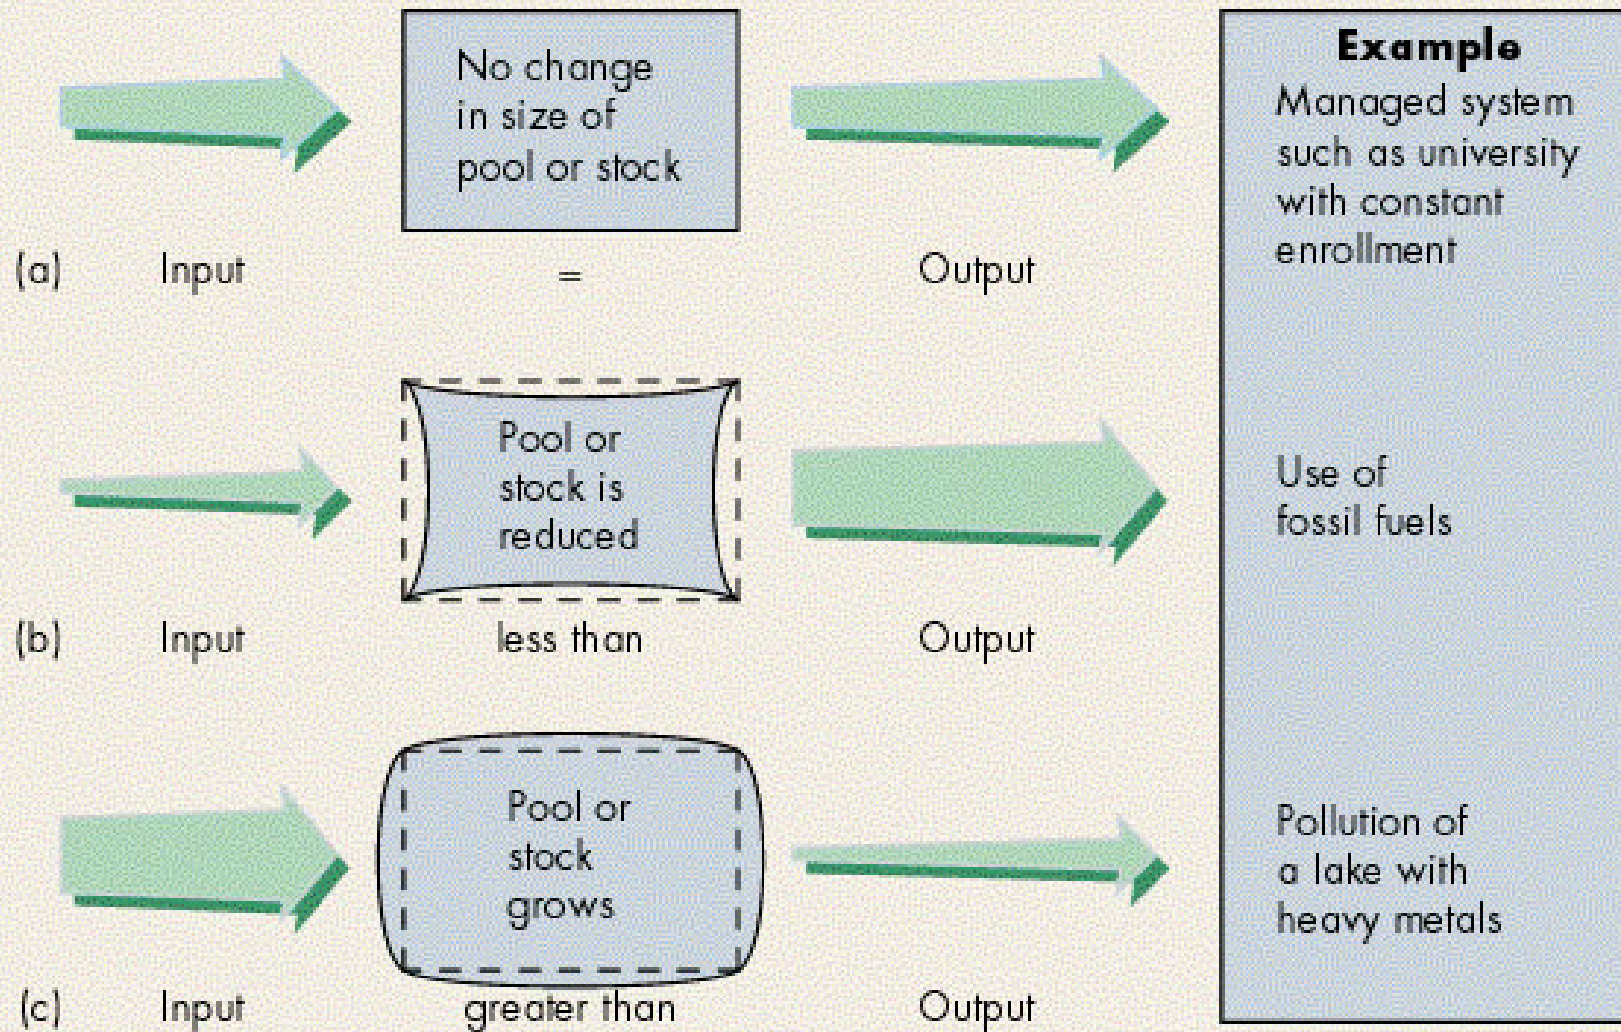 No change
in size of
pool or stock
(a) Input = Output
Example
Managed system
such as university
with constant
enrollment
Pool or
stock is
reduced
(b) Input less than Output
Use of
fossil fuels
Pool or
stock
grows
(c) Input greater than Output
Pollution of
a lake with
heavy metals